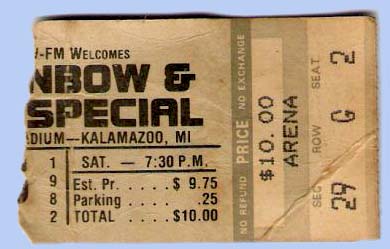 -FM WELCOMES
NBOW &
SPECIAL
DIUM—KALAMAZOO, MI
1 SAT. — 7:30 P.M.
9 Est. Pr. . . . . $ 9.75
8 Parking . . . . .25
2 TOTAL . . . . $10.00
NO REFUND PRICE NO EXCHANGE
$10.00
ARENA
SEC ROW SEAT
29 G 2